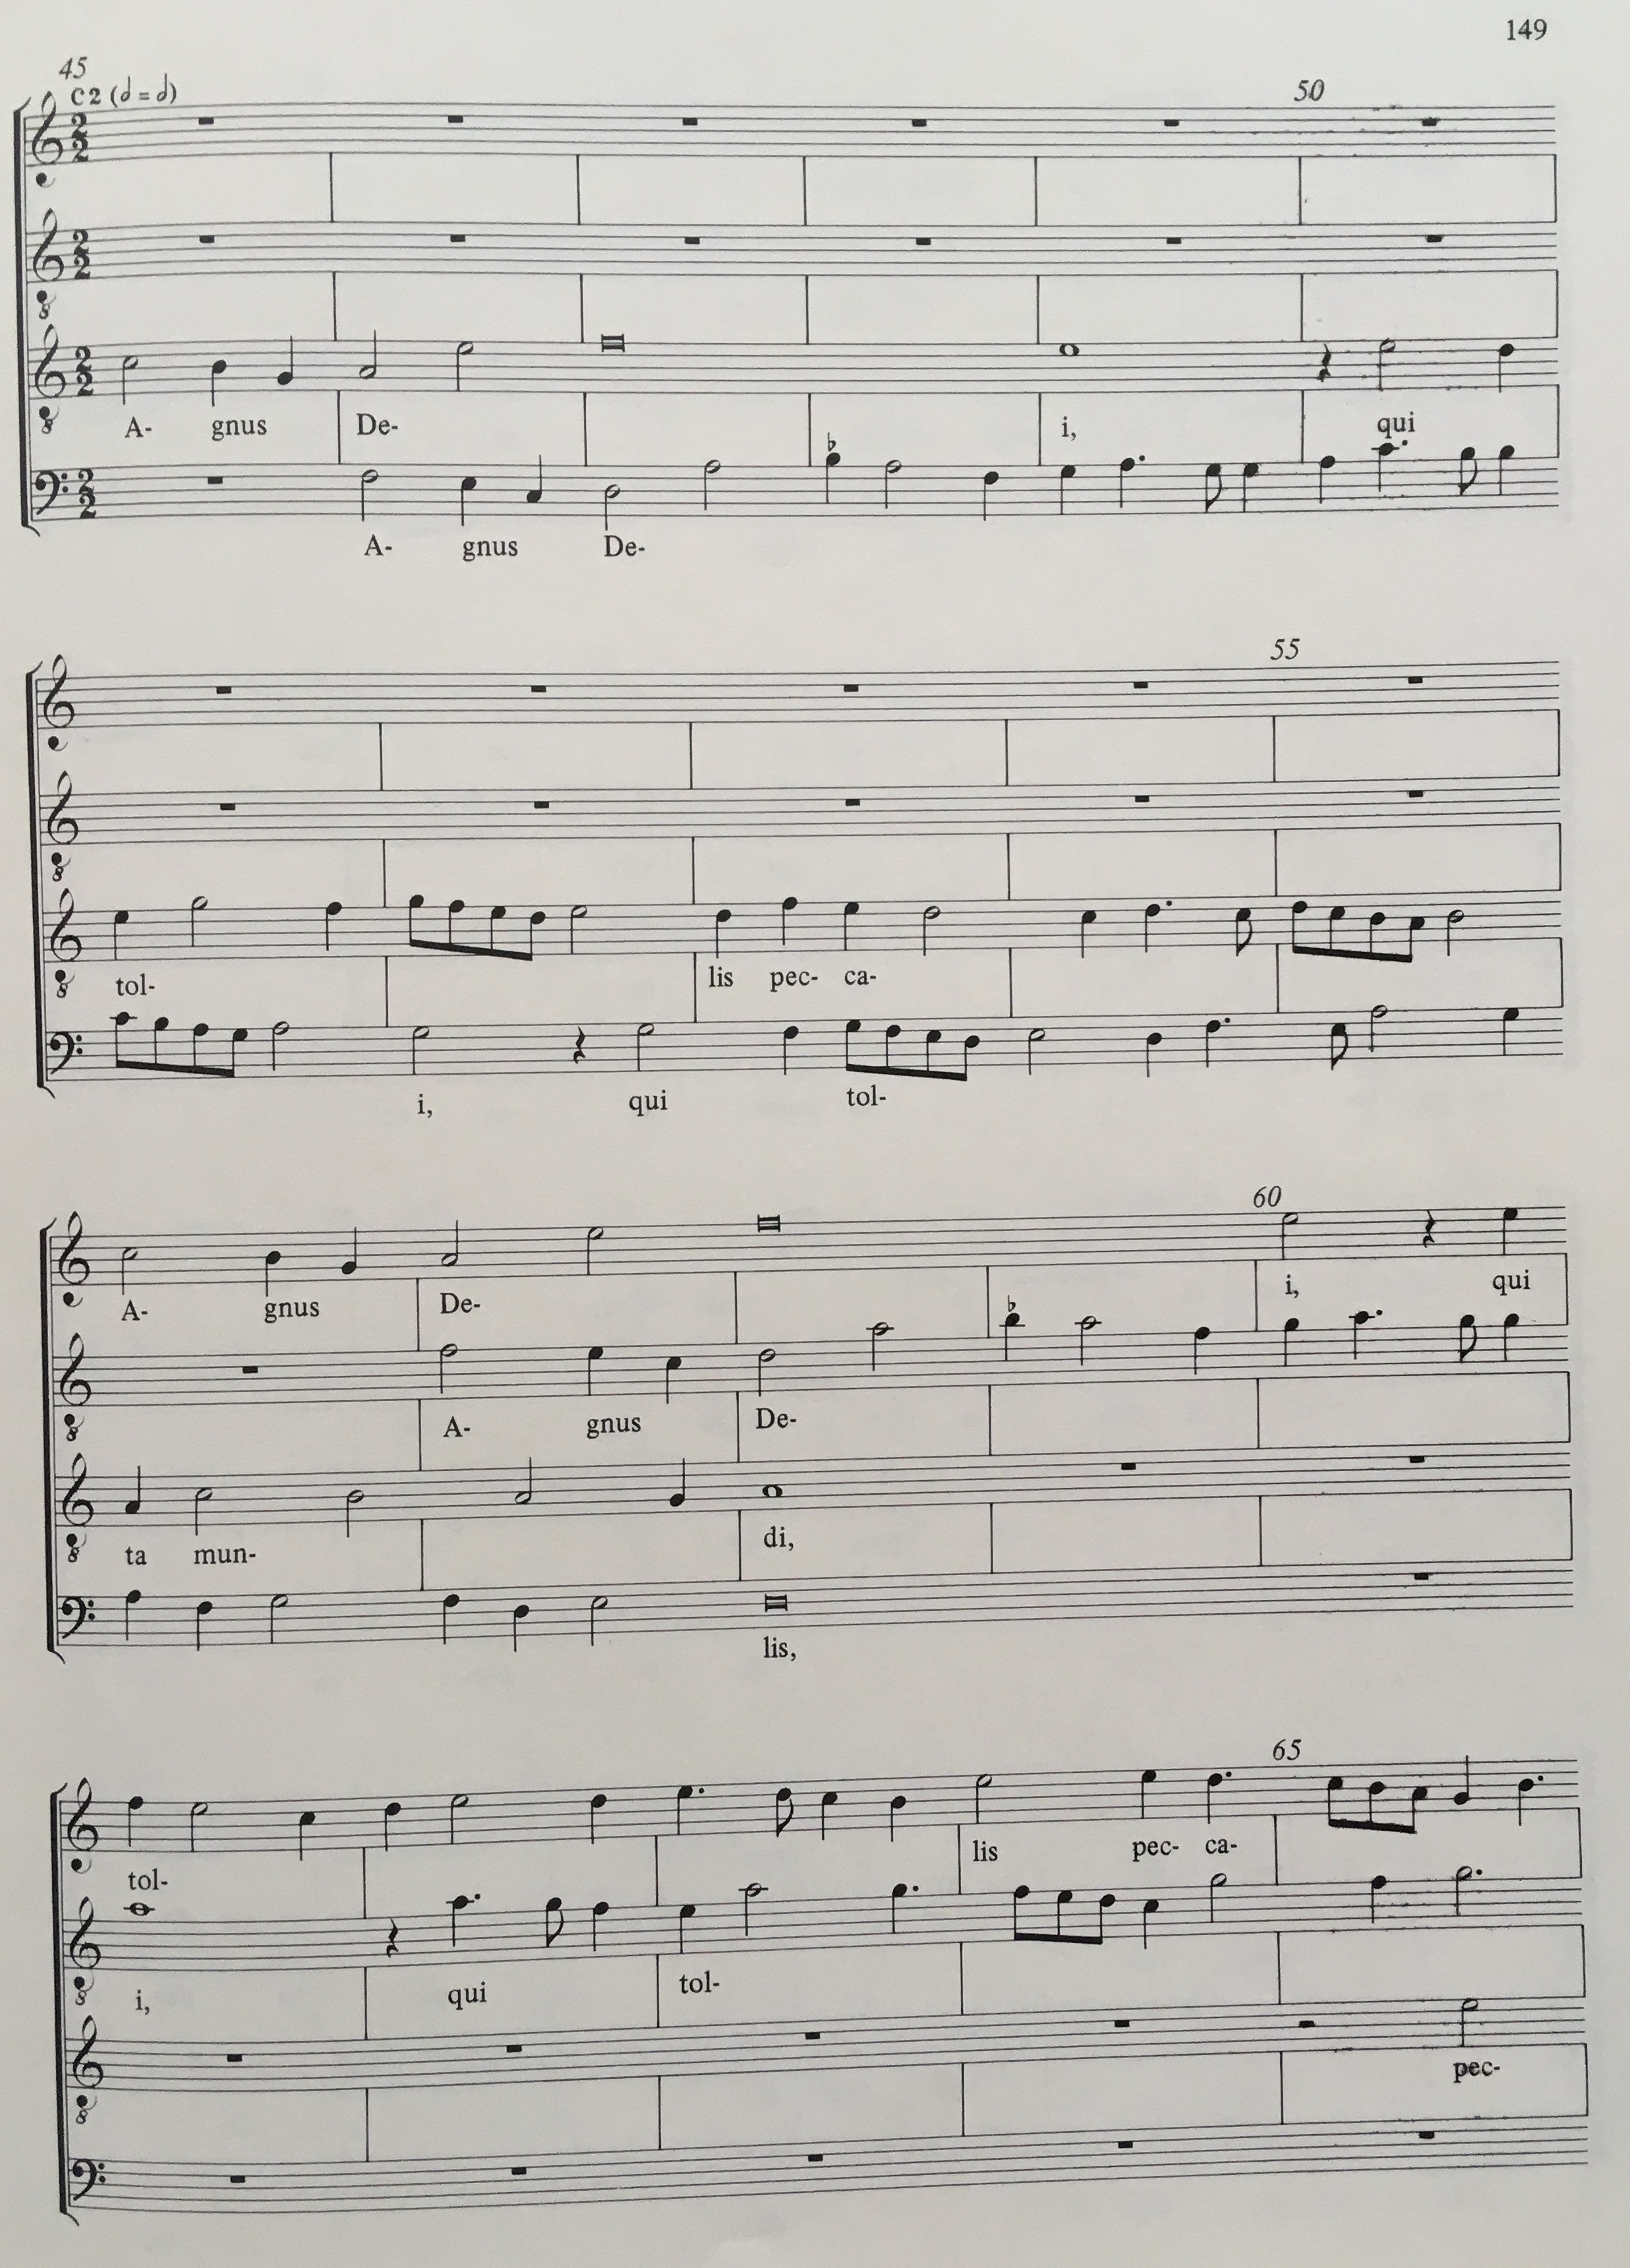 149
45
C2 (𝅗𝅥 = 𝅗𝅥)
50
A- gnus De- i, qui
A- gnus De-
55
tol- lis pec- ca-
i, qui tol-
60
A- gnus De- i, qui
A- gnus De-
ta mun- di,
lis,
65
tol- lis pec- ca-
i, qui tol-
pec-